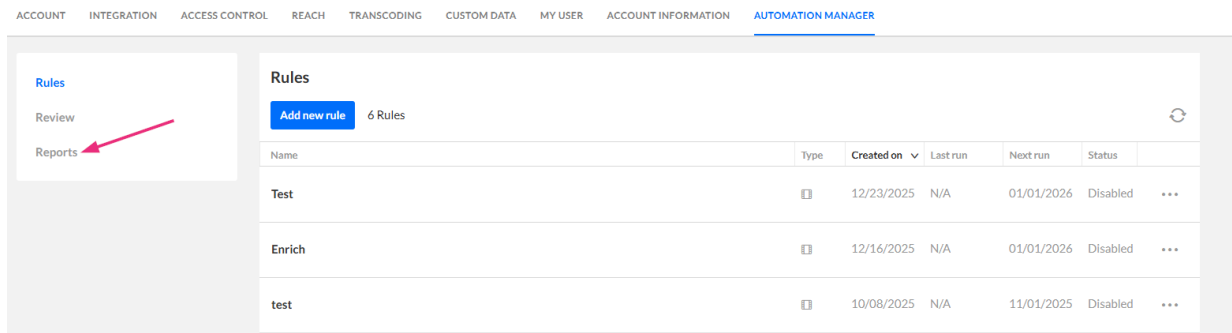 ACCOUNT INTEGRATION ACCESS CONTROL REACH TRANSCODING CUSTOM DATA MY USER ACCOUNT INFORMATION AUTOMATION MANAGER
Rules
Review
Reports
Rules
Add new rule 6 Rules
Name Type Created on Last run Next run Status
Test 12/23/2025 N/A 01/01/2026 Disabled
Enrich 12/16/2025 N/A 01/01/2026 Disabled
test 10/08/2025 N/A 11/01/2025 Disabled